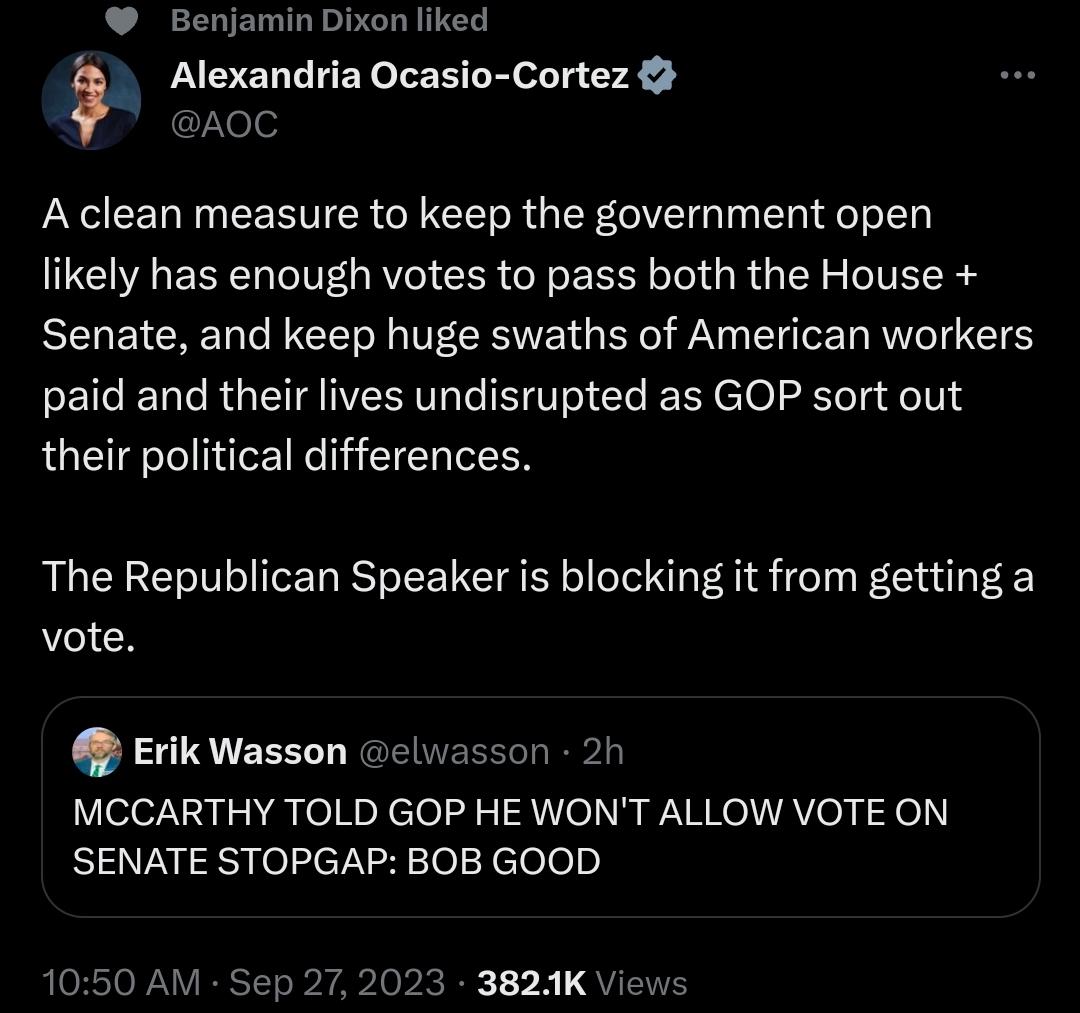 Benjamin Dixon liked
Alexandria Ocasio-Cortez
@AOC
A clean measure to keep the government open
likely has enough votes to pass both the House +
Senate, and keep huge swaths of American workers
paid and their lives undisrupted as GOP sort out
their political differences.
The Republican Speaker is blocking it from getting a
vote.
Erik Wasson @elwasson · 2h
MCCARTHY TOLD GOP HE WON'T ALLOW VOTE ON
SENATE STOPGAP: BOB GOOD
10:50 AM · Sep 27, 2023 · 382.1K Views